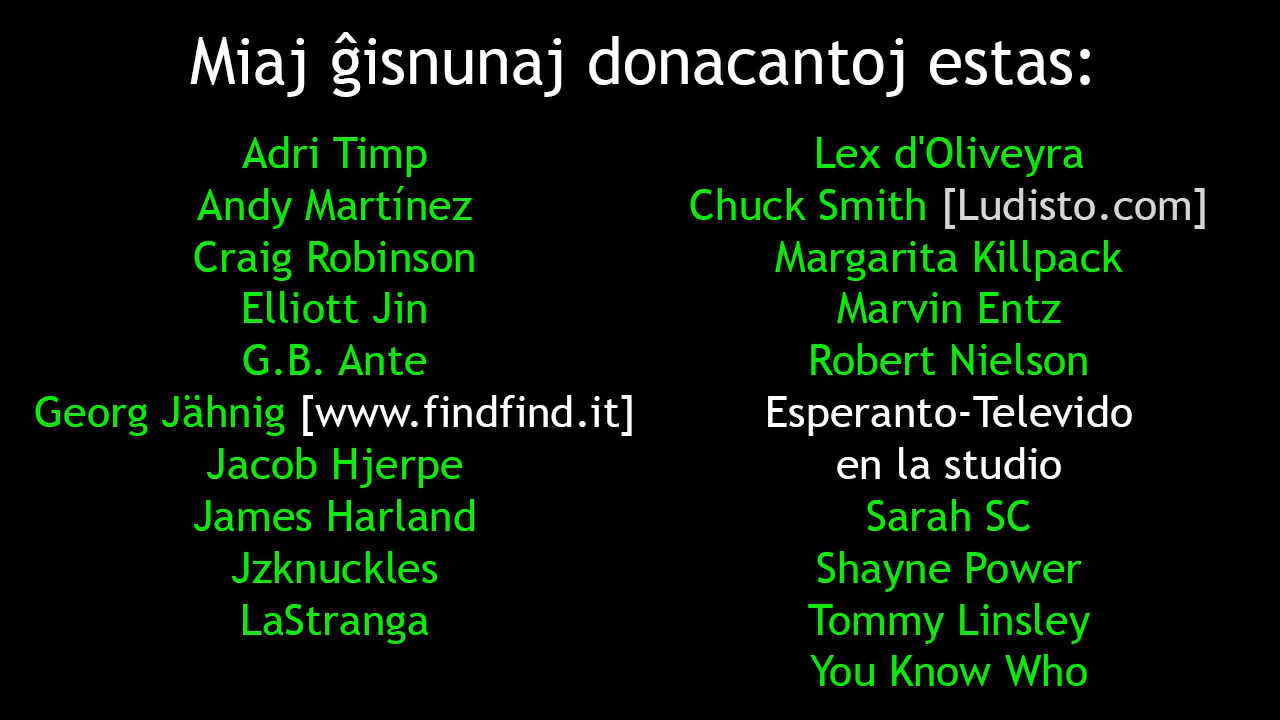 Miaj ĝisnunaj donacantoj estas:
Adri Timp
Andy Martínez
Craig Robinson
Elliott Jin
G.B. Ante
Georg Jähnig [www.findfind.it]
Jacob Hjerpe
James Harland
Jzknuckles
LaStranga
Lex d'Oliveyra
Chuck Smith [Ludisto.com]
Margarita Killpack
Marvin Entz
Robert Nielson
Esperanto-Televido
en la studio
Sarah SC
Shayne Power
Tommy Linsley
You Know Who